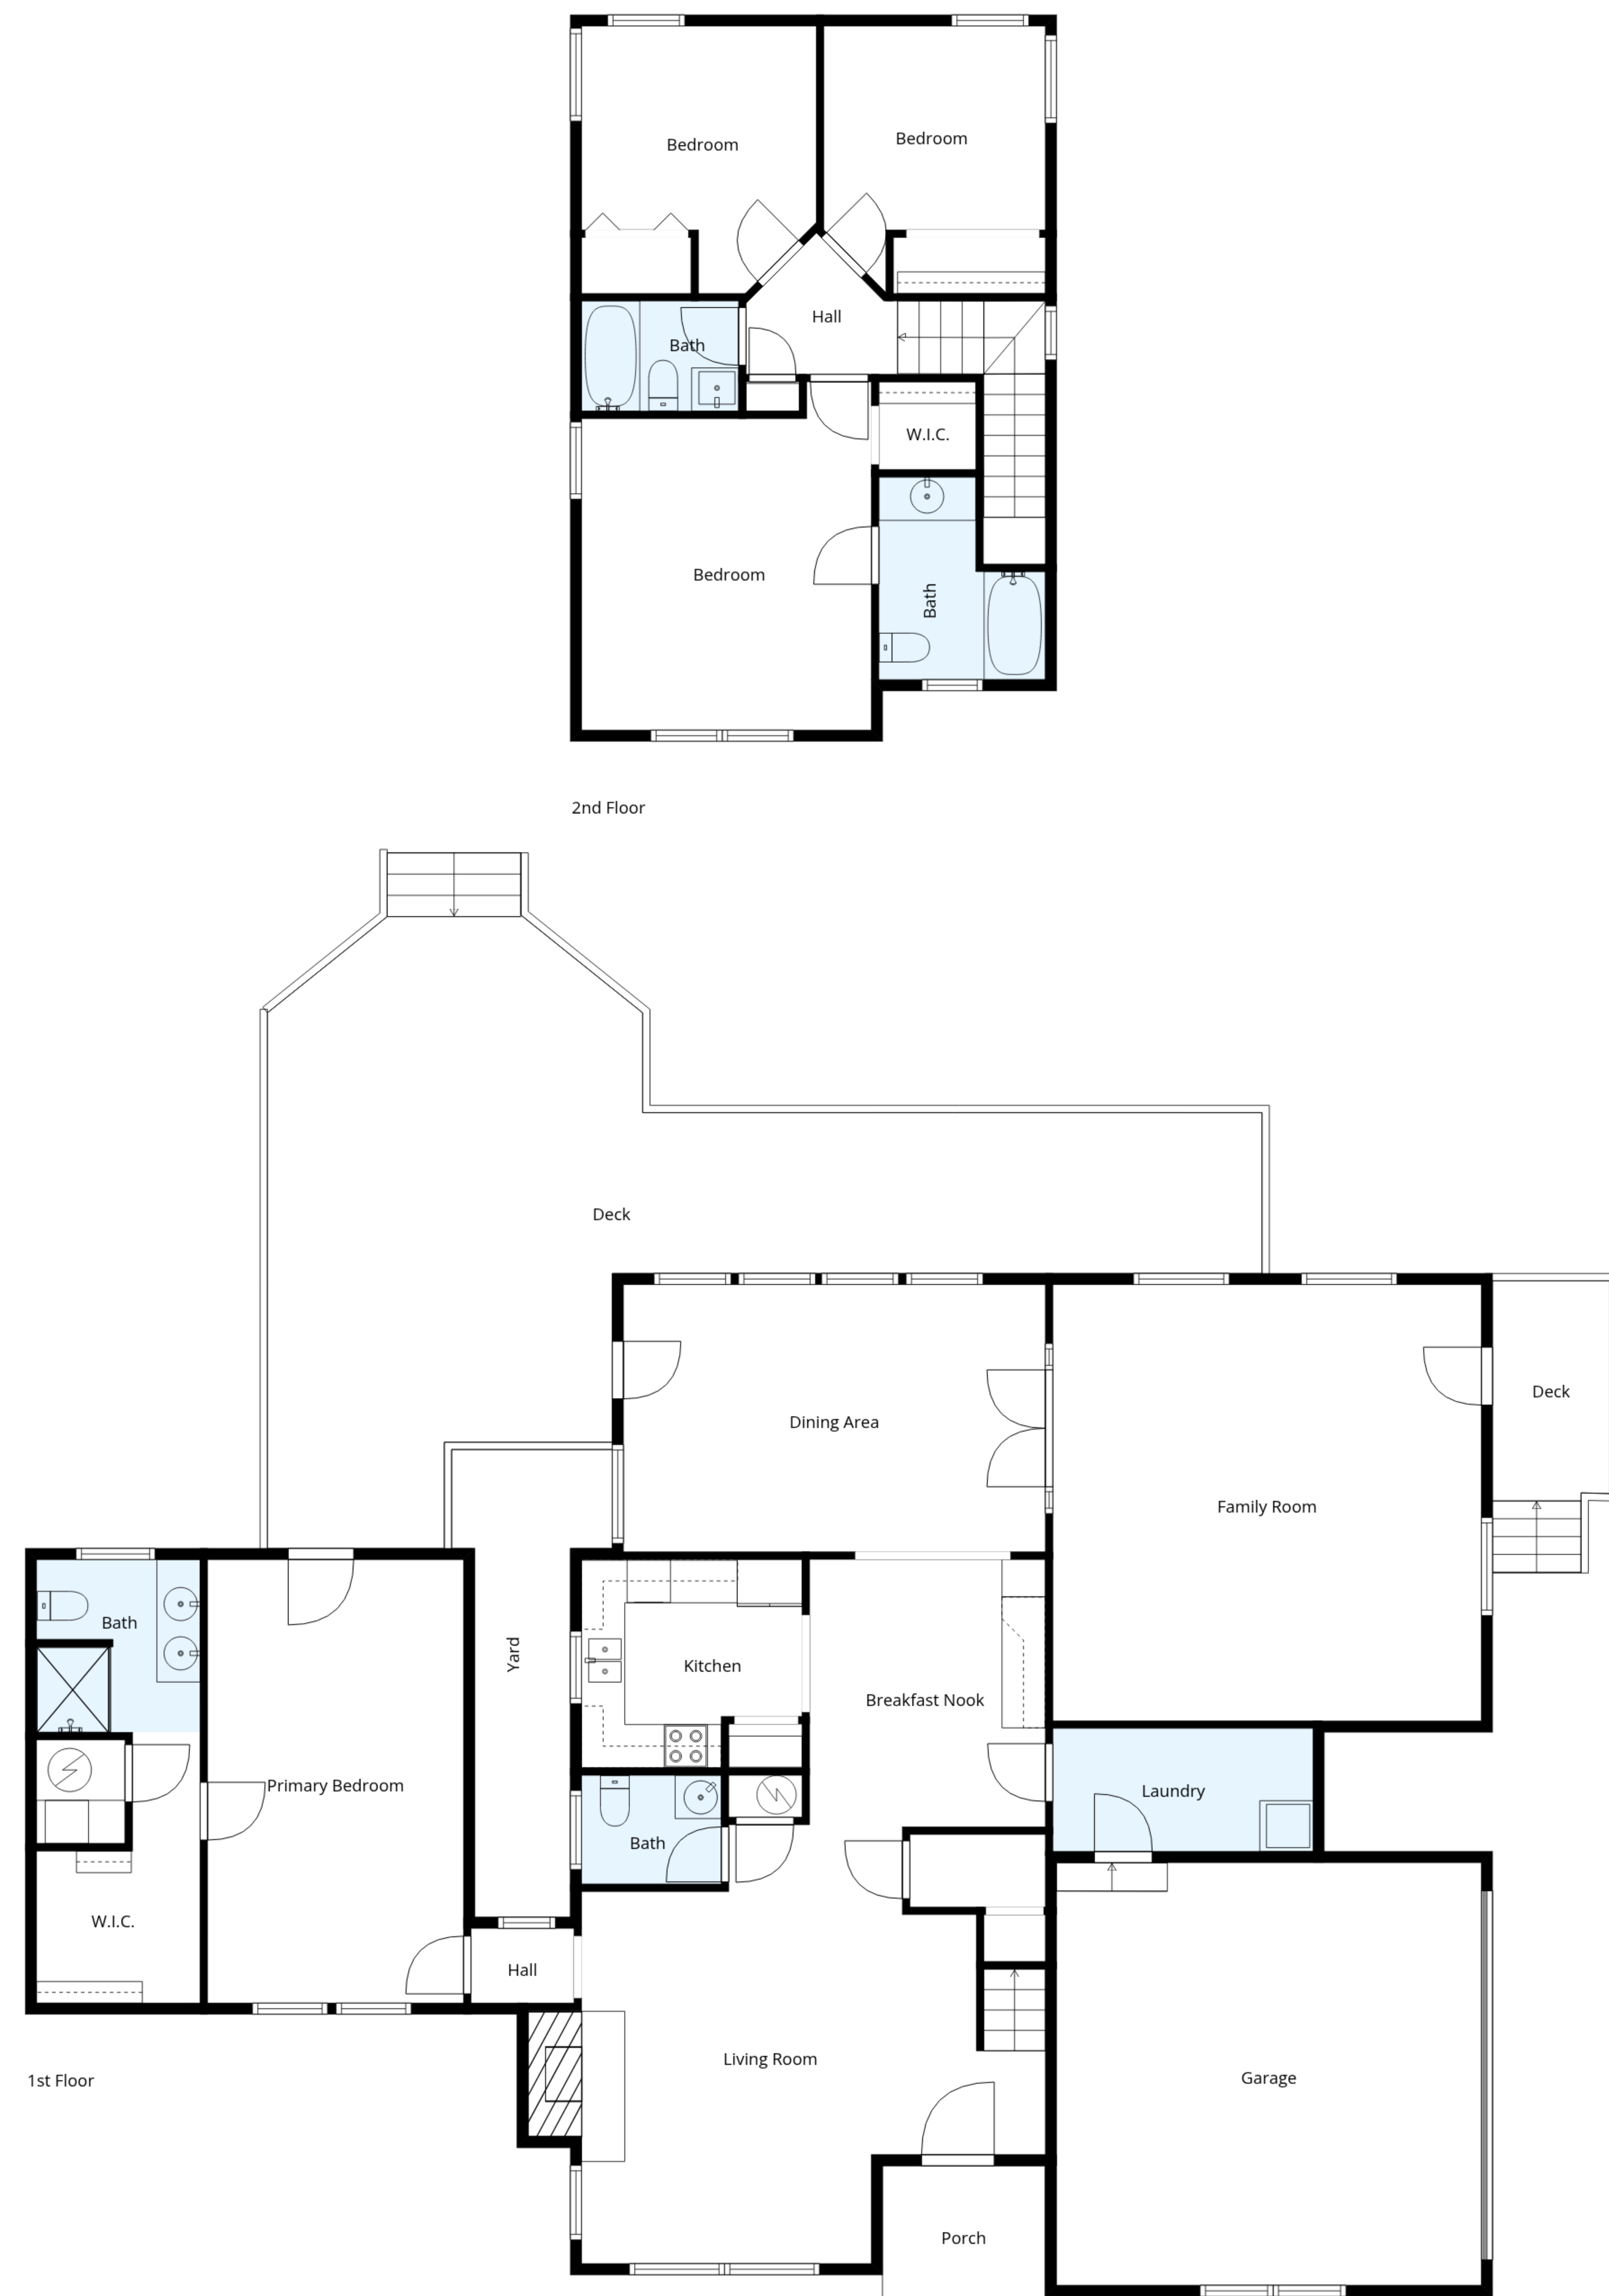 Bedroom
Bedroom
Hall
Bath
W.I.C.
Bedroom
Bath
2nd Floor
Deck
Deck
Dining Area
Family Room
Bath
Yard
Kitchen
Breakfast Nook
Primary Bedroom
Laundry
Bath
W.I.C.
Hall
Living Room
Garage
1st Floor
Porch